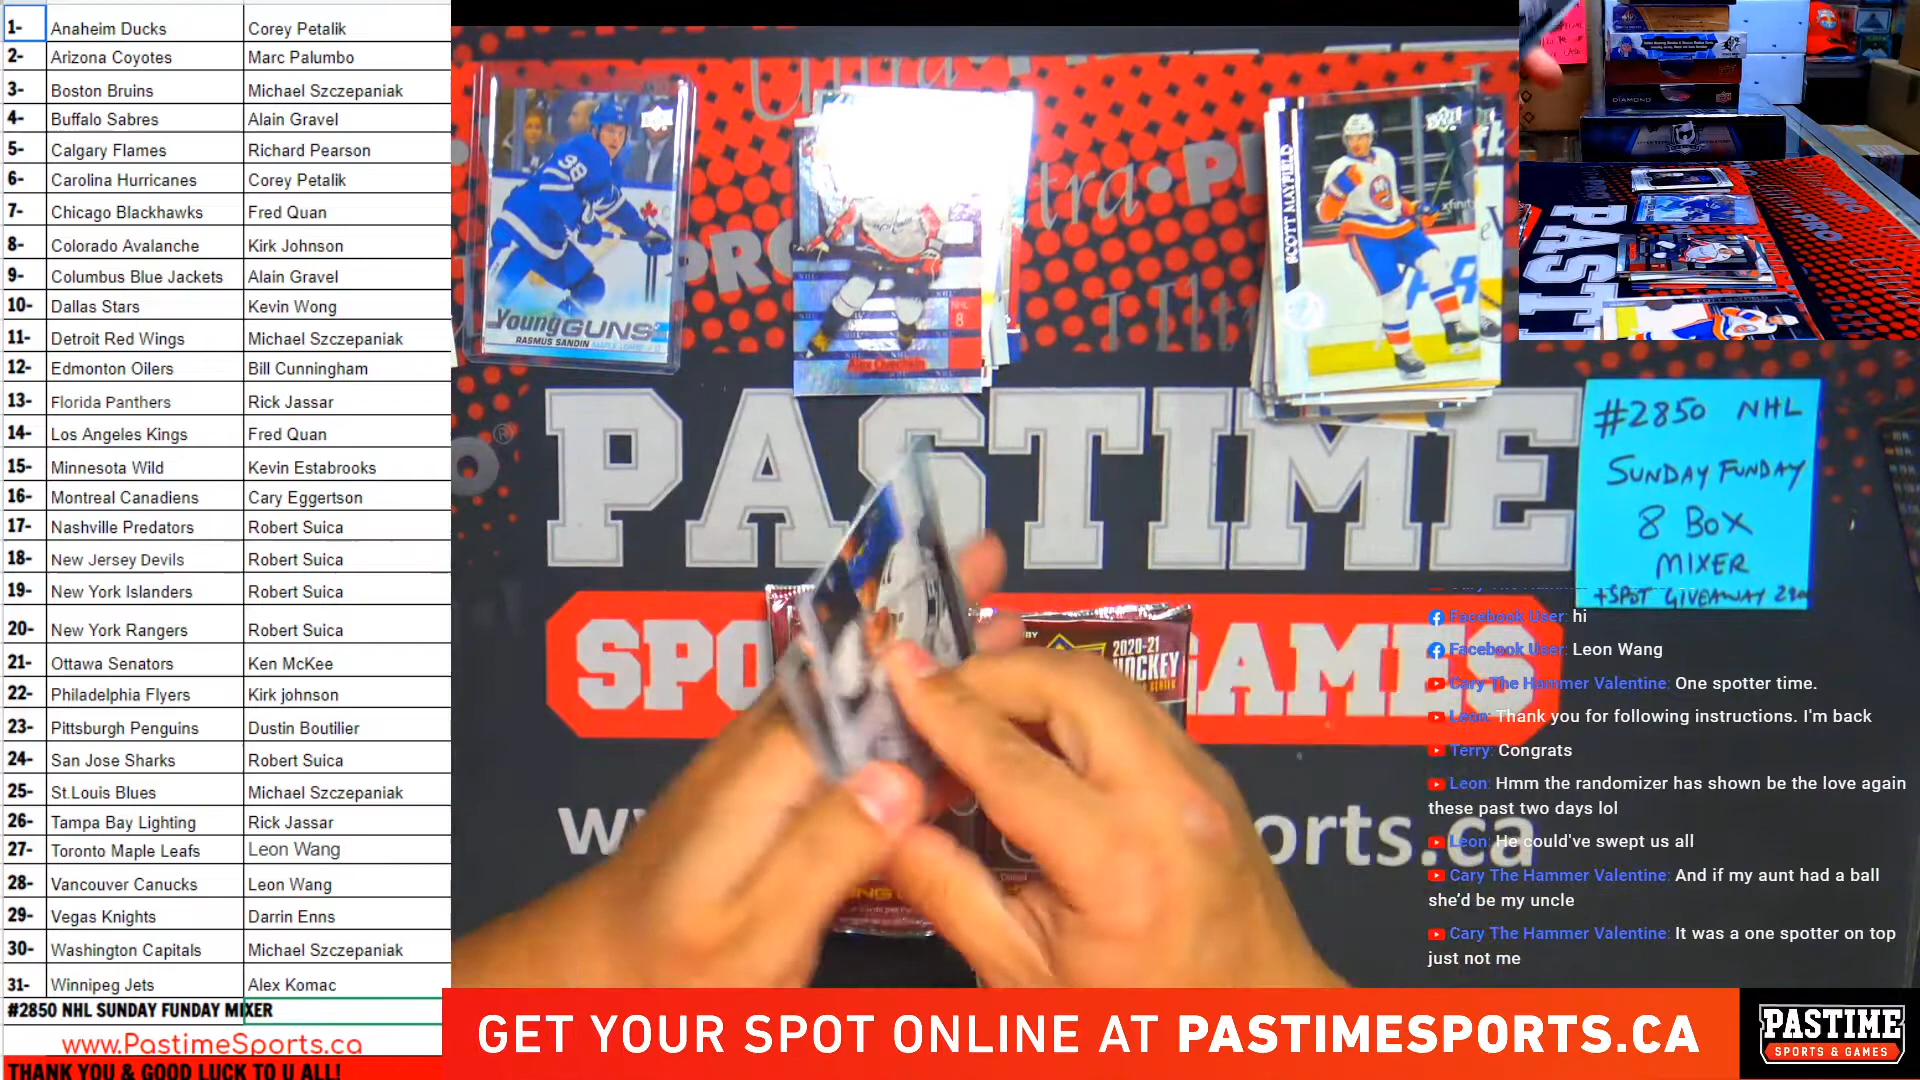 1- Anaheim Ducks Corey Petalik
2- Arizona Coyotes Marc Palumbo
3- Boston Bruins Michael Szczepaniak
4- Buffalo Sabres Alain Gravel
5- Calgary Flames Richard Pearson
6- Carolina Hurricanes Corey Petalik
7- Chicago Blackhawks Fred Quan
8- Colorado Avalanche Kirk Johnson
9- Columbus Blue Jackets Alain Gravel
10- Dallas Stars Kevin Wong
11- Detroit Red Wings Michael Szczepaniak
12- Edmonton Oilers Bill Cunningham
13- Florida Panthers Rick Jassar
14- Los Angeles Kings Fred Quan
15- Minnesota Wild Kevin Estabrooks
16- Montreal Canadiens Cary Eggertson
17- Nashville Predators Robert Suica
18- New Jersey Devils Robert Suica
19- New York Islanders Robert Suica
20- New York Rangers Robert Suica
21- Ottawa Senators Ken McKee
22- Philadelphia Flyers Kirk johnson
23- Pittsburgh Penguins Dustin Boutilier
24- San Jose Sharks Robert Suica
25- St.Louis Blues Michael Szczepaniak
26- Tampa Bay Lighting Rick Jassar
27- Toronto Maple Leafs Leon Wang
28- Vancouver Canucks Leon Wang
29- Vegas Knights Darrin Enns
30- Washington Capitals Michael Szczepaniak
31- Winnipeg Jets Alex Komac
#2850 NHL SUNDAY FUNDAY MIXER
www.PastimeSports.ca
THANK YOU & GOOD LUCK TO U ALL!
Young GUNS
RASMUS SANDIN
NHL
8
Alex Ovechkin
SCOTT MAYFIELD
PASTIME
SPO GAMES
2020-21
HOCKEY
orts.ca
DIAMOND
PAST
#2850 NHL
SUNDAY FUNDAY
8 BOX
MIXER
+SPOT GIVEAWAY
Facebook User: hi
Facebook User: Leon Wang
Cary The Hammer Valentine: One spotter time.
Leon: Thank you for following instructions. I'm back
Terry: Congrats
Leon: Hmm the randomizer has shown be the love again
these past two days lol
Leon: He could've swept us all
Cary The Hammer Valentine: And if my aunt had a ball
she'd be my uncle
Cary The Hammer Valentine: It was a one spotter on top
just not me
GET YOUR SPOT ONLINE AT PASTIMESPORTS.CA
PASTIME
SPORTS & GAMES